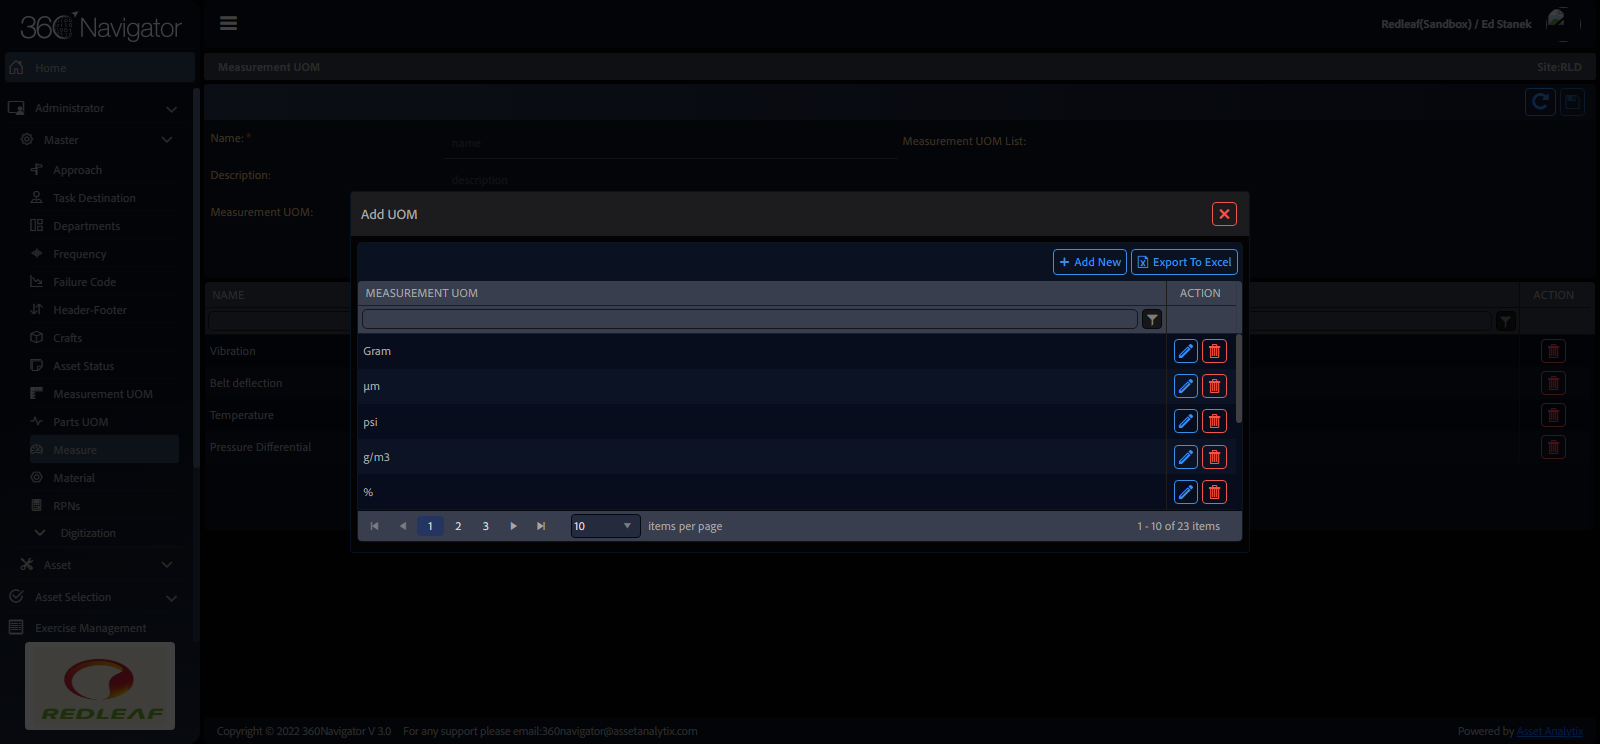 360 Navigator
Redleaf(Sandbox) / Ed Stanek
Home
Measurement UOM
Site:RLD
Administrator
Master
Approach
Task Destination
Departments
Frequency
Failure Code
Header-Footer
Crafts
Asset Status
Measurement UOM
Parts UOM
Measure
Material
RPNs
Digitization
Asset
Asset Selection
Exercise Management
REDLEAF
Name: *
name
Measurement UOM List:
Description:
description
Measurement UOM:
NAME
ACTION
Vibration
Belt deflection
Temperature
Pressure Differential
Add UOM
+ Add New
Export To Excel
MEASUREMENT UOM
ACTION
Gram
µm
psi
g/m3
%
1 2 3
10
items per page
1 - 10 of 23 items
Copyright © 2022 360Navigator V 3.0 For any support please email:360navigator@assetanalytix.com
Powered by Asset Analytix